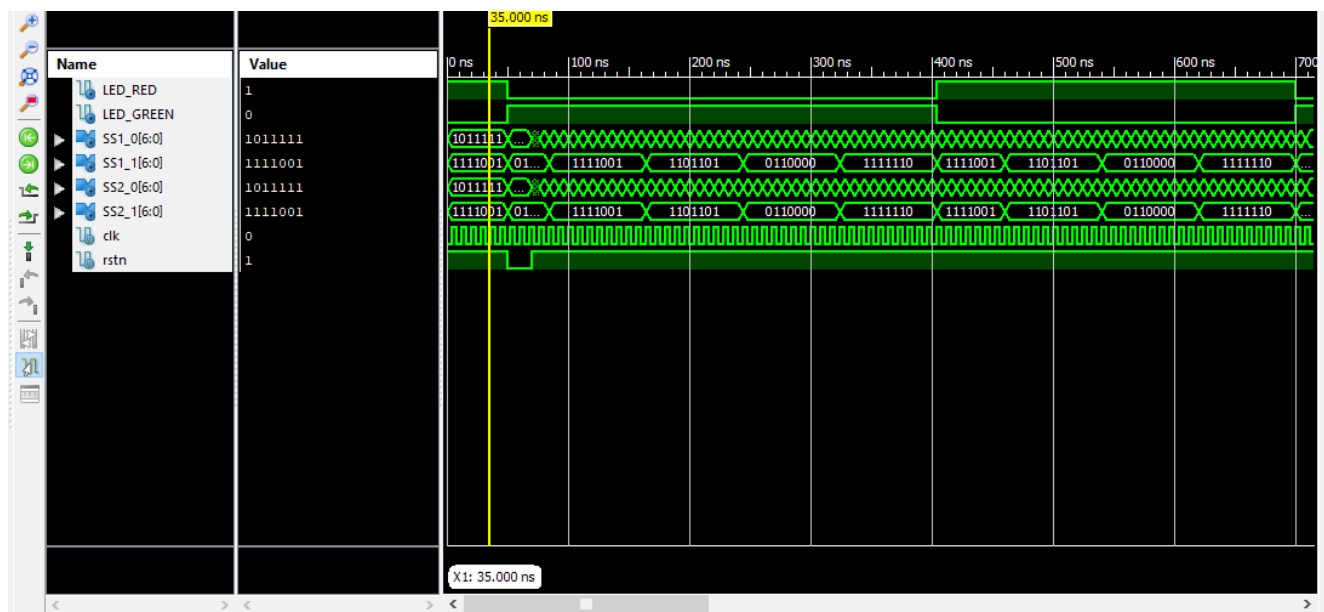 35.000 ns
Name Value
0 ns 100 ns 200 ns 300 ns 400 ns 500 ns 600 ns 700
LED_RED 1
LED_GREEN 0
SS1_0[6:0] 1011111 1011111 ...
SS1_1[6:0] 1111001 1111001 01... 1111001 1101101 0110000 1111110 1111001 1101101 0110000 1111110 ...
SS2_0[6:0] 1011111 1011111 ...
SS2_1[6:0] 1111001 1111001 01... 1111001 1101101 0110000 1111110 1111001 1101101 0110000 1111110 ...
clk 0
rstn 1
X1: 35.000 ns